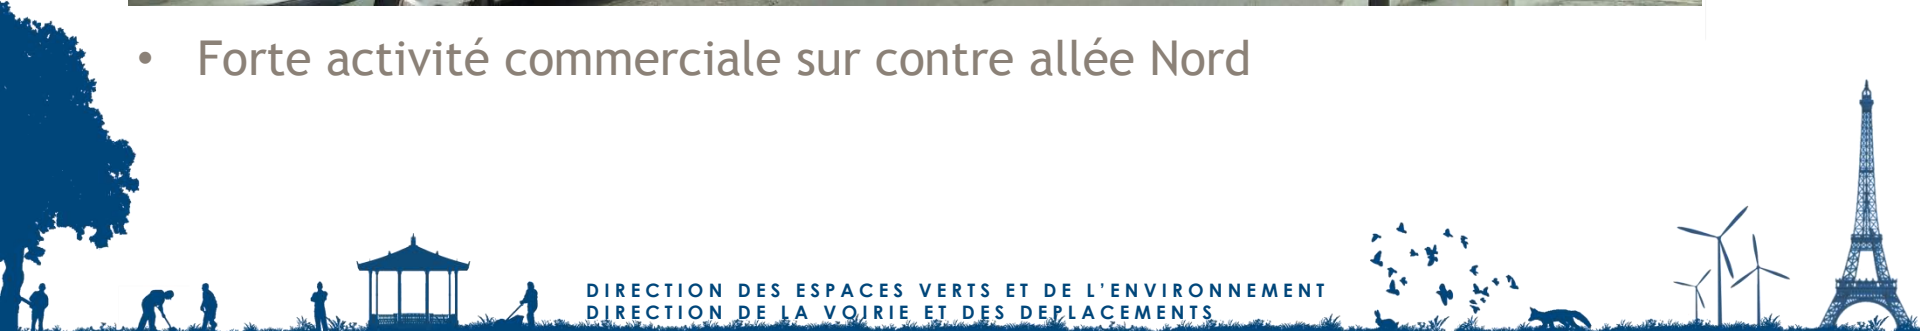 • Forte activité commerciale sur contre allée Nord
DIRECTION DES ESPACES VERTS ET DE L'ENVIRONNEMENT
DIRECTION DE LA VOIRIE ET DES DEPLACEMENTS